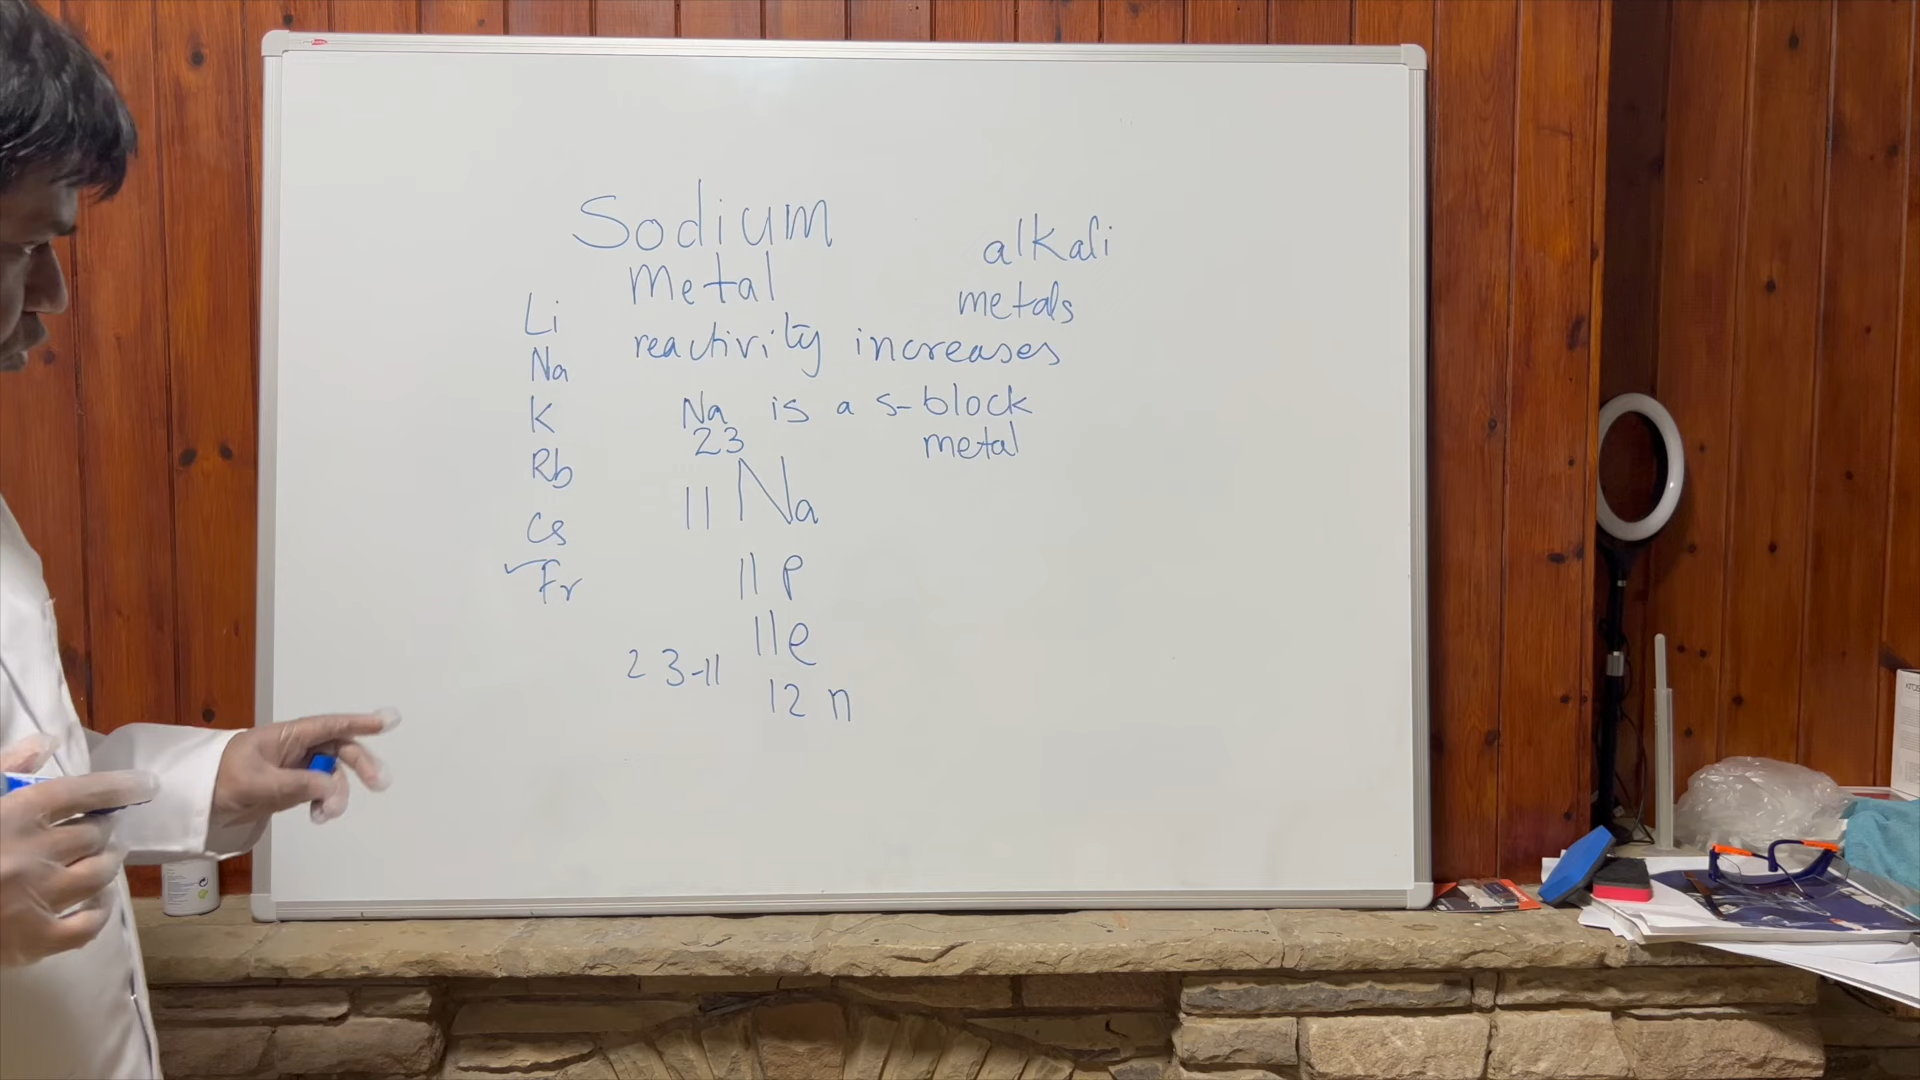 Sodium
Metal
alkali
metals
reactivity increases
Na is a s-block
metal
Li
Na
K
Rb
Cs
Fr
23
11 Na
11 p
11 e
23-11
12 n